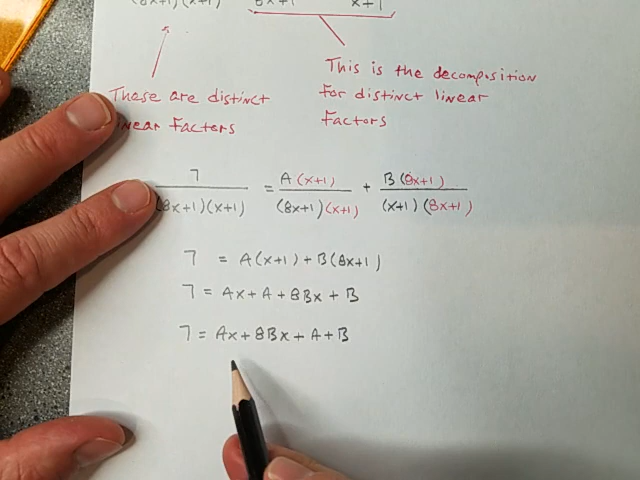 (8x+1)(x+1) 8x+1 x+1
These are distinct
linear Factors
This is the decomposition
for distinct linear
Factors
7/(8x+1)(x+1) = A(x+1)/(8x+1)(x+1) + B(8x+1)/(x+1)(8x+1)
7 = A(x+1) + B(8x+1)
7 = Ax + A + 8Bx + B
7 = Ax + 8Bx + A + B